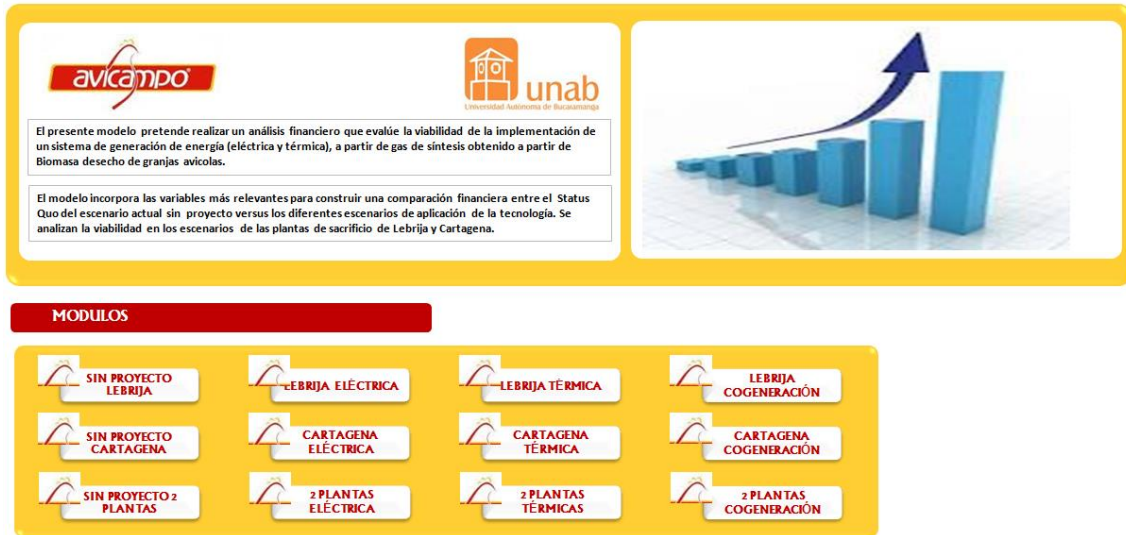 avicampo
unab
Universidad Autónoma de Bucaramanga
El presente modelo pretende realizar un análisis financiero que evalúe la viabilidad de la implementación de
un sistema de generación de energía (eléctrica y térmica), a partir de gas de síntesis obtenido a partir de
Biomasa desecho de granjas avicolas.
El modelo incorpora las variables más relevantes para construir una comparación financiera entre el Status
Quo del escenario actual sin proyecto versus los diferentes escenarios de aplicación de la tecnología. Se
analizan la viabilidad en los escenarios de las plantas de sacrificio de Lebrija y Cartagena.
MODULOS
SIN PROYECTO
LEBRIJA
LEBRIJA ELÉCTRICA
LEBRIJA TÉRMICA
LEBRIJA
COGENERACIÓN
SIN PROYECTO
CARTAGENA
CARTAGENA
ELÉCTRICA
CARTAGENA
TÉRMICA
CARTAGENA
COGENERACIÓN
SIN PROYECTO 2
PLANTAS
2 PLANTAS
ELÉCTRICA
2 PLANTAS
TÉRMICAS
2 PLANTAS
COGENERACIÓN